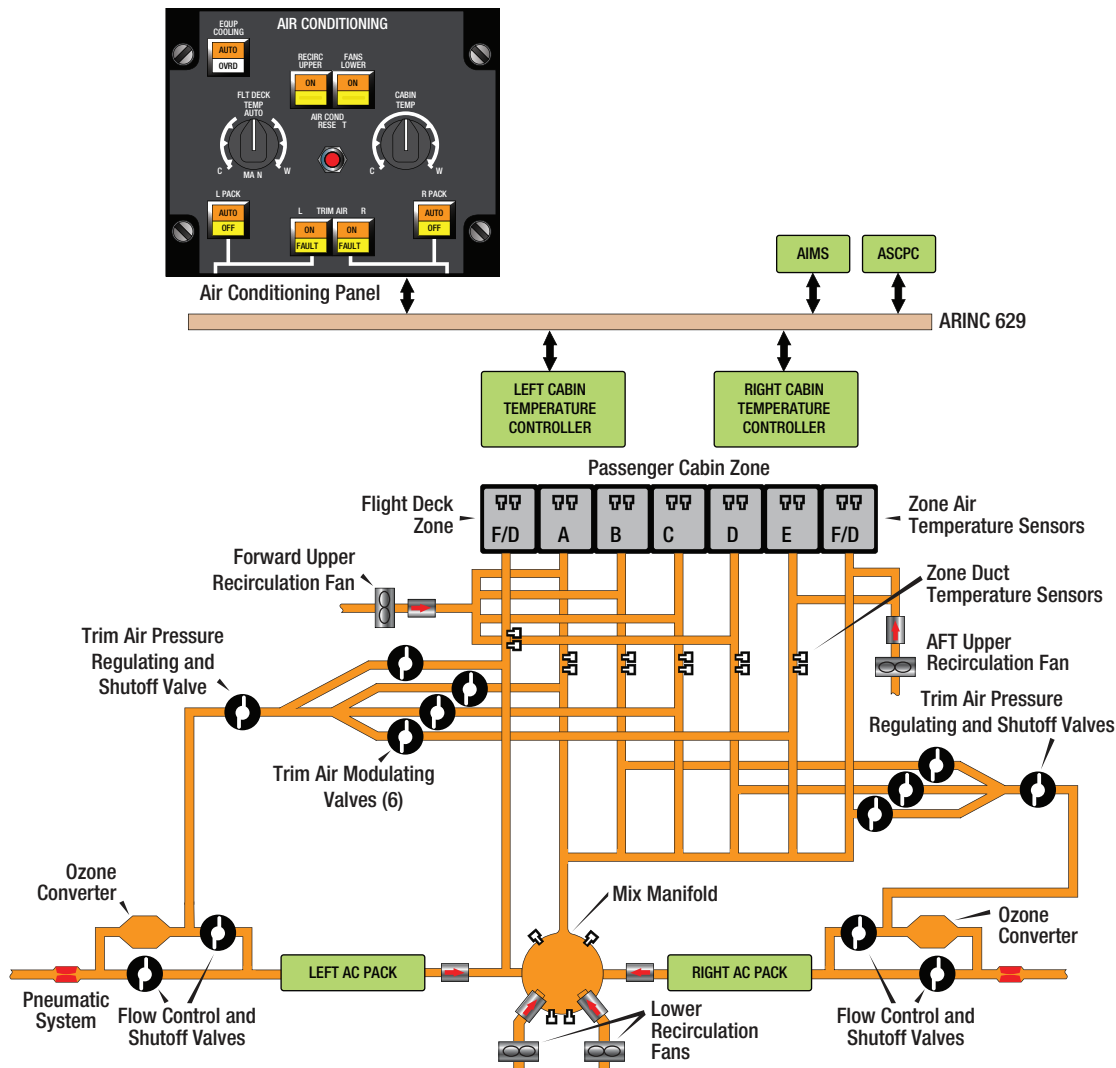 AIR CONDITIONING
EQUP
COOLING
AUTO
OVRD
RECIRC
UPPER
FANS
LOWER
ON
ON
FLT DECK
TEMP
AUTO
C
MA N
W
AIR COND
RESE T
CABIN
TEMP
C
W
L PACK
AUTO
OFF
L TRIM AIR R
ON
FAULT
ON
FAULT
R PACK
AUTO
OFF
Air Conditioning Panel
AIMS
ASCPC
ARINC 629
LEFT CABIN
TEMPERATURE
CONTROLLER
RIGHT CABIN
TEMPERATURE
CONTROLLER
Passenger Cabin Zone
Flight Deck
Zone
F/D
A
B
C
D
E
F/D
Zone Air
Temperature Sensors
Forward Upper
Recirculation Fan
Zone Duct
Temperature Sensors
AFT Upper
Recirculation Fan
Trim Air Pressure
Regulating and
Shutoff Valve
Trim Air Pressure
Regulating and Shutoff Valves
Trim Air Modulating
Valves (6)
Ozone
Converter
Mix Manifold
Ozone
Converter
LEFT AC PACK
RIGHT AC PACK
Pneumatic
System
Flow Control and
Shutoff Valves
Lower
Recirculation
Fans
Flow Control and
Shutoff Valves